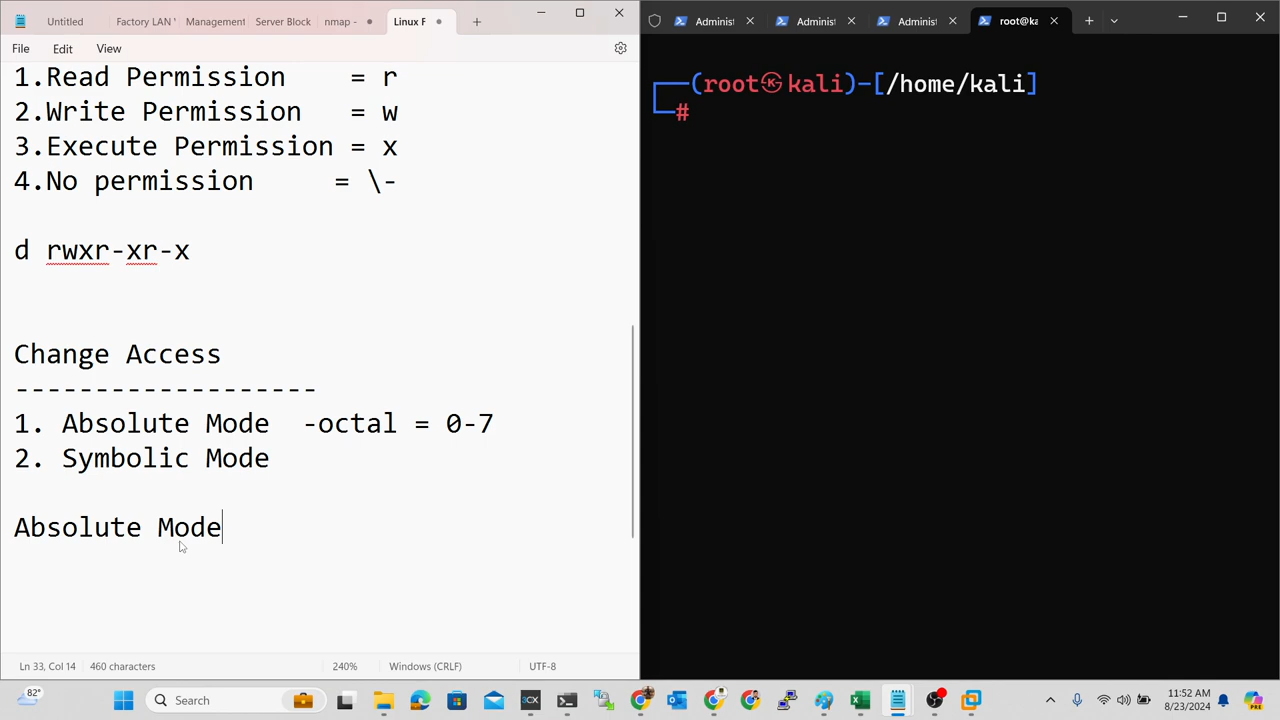 Untitled
Factory LAN '
Management
Server Block
nmap -
Linux F
File
Edit
View
1.Read Permission = r
2.Write Permission = w
3.Execute Permission = x
4.No permission = \-
d rwxr-xr-x
Change Access
-------------------
1. Absolute Mode -octal = 0-7
2. Symbolic Mode
Absolute Mode
Ln 33, Col 14
460 characters
240%
Windows (CRLF)
UTF-8
Administ
Administ
Administ
root@ka
(root㉿kali)-[/home/kali]
#
82°
Search
3CX
PRE
11:52 AM
8/23/2024